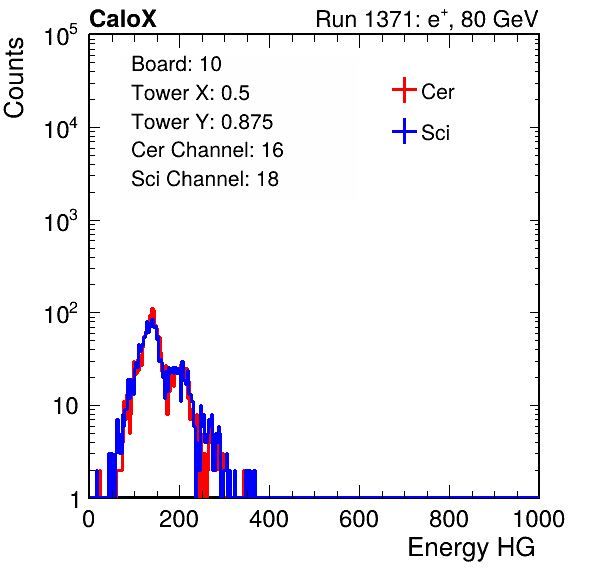 CaloX Run 1371: e⁺, 80 GeV
Counts
10⁵
10⁴
10³
10²
10
1
Board: 10
Tower X: 0.5
Tower Y: 0.875
Cer Channel: 16
Sci Channel: 18
Cer
Sci
0 200 400 600 800 1000
Energy HG